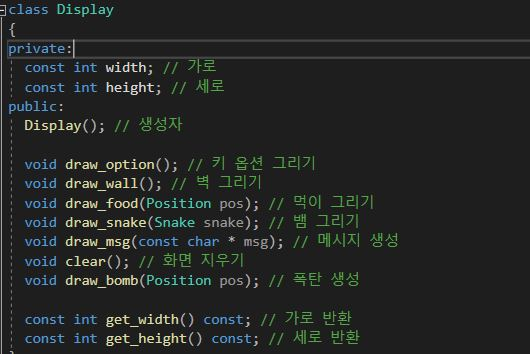 class Display
{
private:
const int width; // 가로
const int height; // 세로
public:
Display(); // 생성자
void draw_option(); // 키 옵션 그리기
void draw_wall(); // 벽 그리기
void draw_food(Position pos); // 먹이 그리기
void draw_snake(Snake snake); // 뱀 그리기
void draw_msg(const char * msg); // 메시지 생성
void clear(); // 화면 지우기
void draw_bomb(Position pos); // 폭탄 생성
const int get_width() const; // 가로 반환
const int get_height() const; // 세로 반환